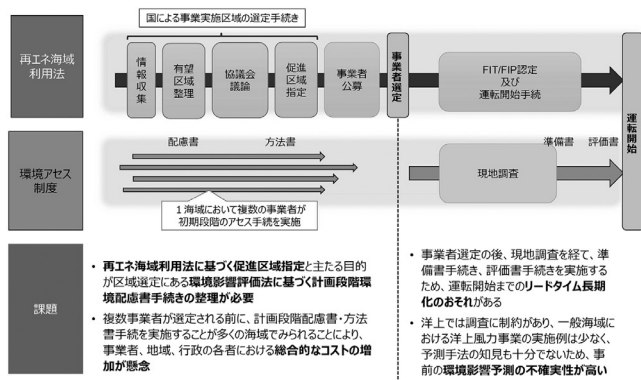 国による事業実施区域の選定手続き
再エネ海域
利用法
情報
収集
有望
区域
整理
協議会
議論
促進
区域
指定
事業者
公募
事業者選定
FIT/FIP認定
及び
運転開始手続
運転開始
環境アセス
制度
配慮書
方法書
準備書
評価書
現地調査
1海域において複数の事業者が
初期段階のアセス手続を実施
課題
• 再エネ海域利用法に基づく促進区域指定と主たる目的
が区域選定にある環境影響評価法に基づく計画段階環
境配慮書手続きの整理が必要
• 複数事業者が選定される前に、計画段階配慮書・方法
書手続を実施することが多くの海域でみられることにより、
事業者、地域、行政の各者における総合的なコストの増
加が懸念
• 事業者選定の後、現地調査を経て、準
備書手続き、評価書手続きを実施する
ため、運転開始までのリードタイム長期
化のおそれがある
• 洋上では調査に制約があり、一般海域に
おける洋上風力事業の実施例は少なく、
予測手法の知見も十分でないため、事
前の環境影響予測の不確実性が高い